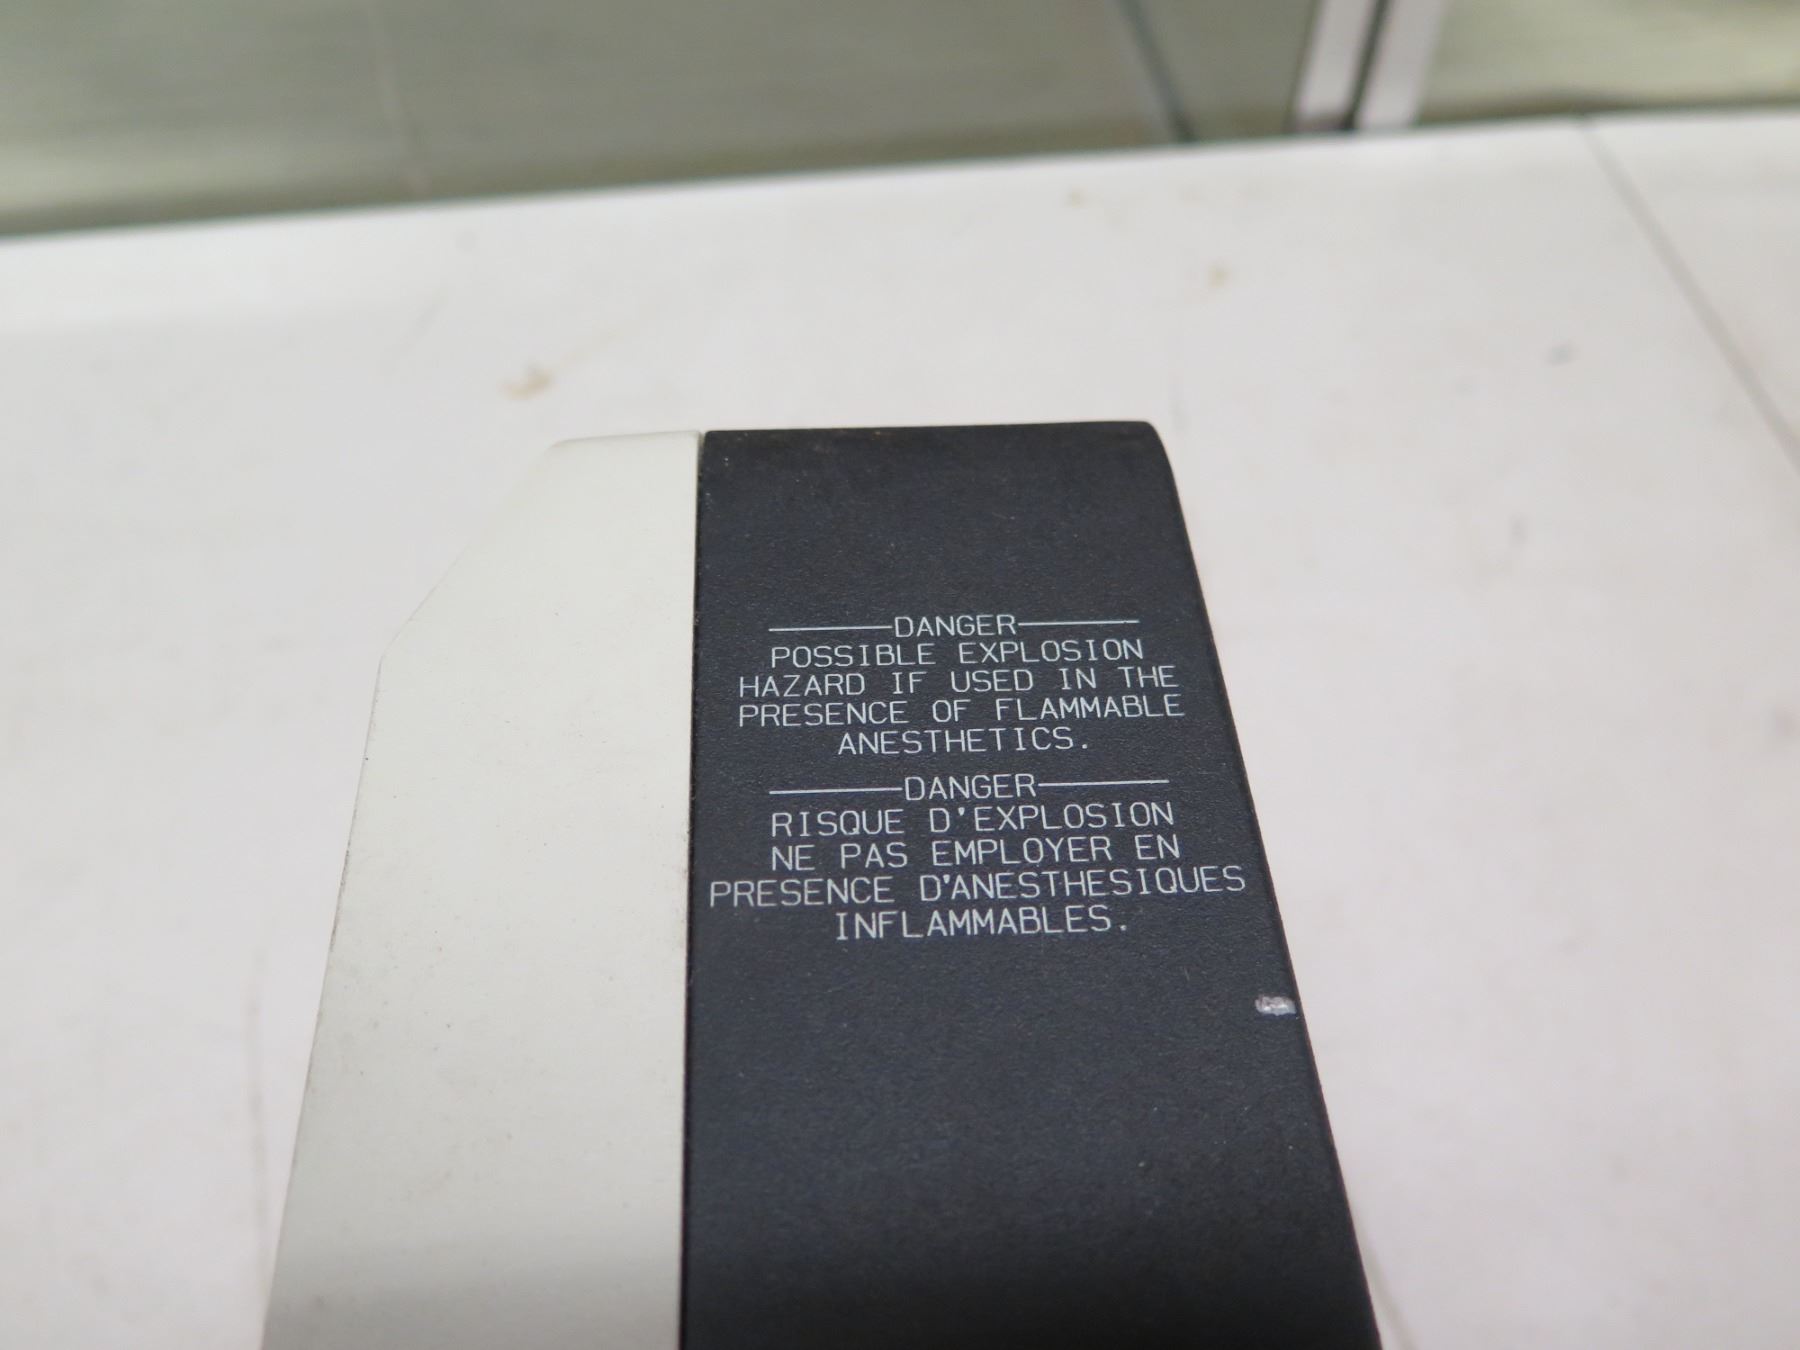 DANGER
POSSIBLE EXPLOSION
HAZARD IF USED IN THE
PRESENCE OF FLAMMABLE
ANESTHETICS.
DANGER
RISQUE D'EXPLOSION
NE PAS EMPLOYER EN
PRESENCE D'ANESTHESIQUES
INFLAMMABLES.